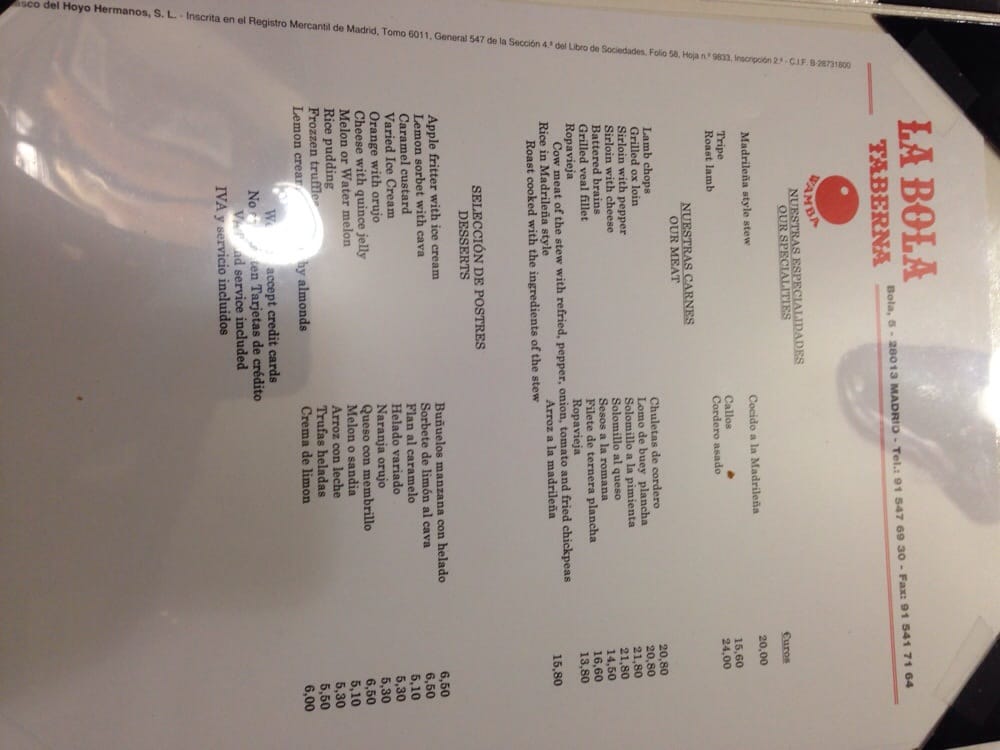 LA BOLA
TABERNA
Bola, 5 - 28013 MADRID - Tel.: 91 547 69 30 - Fax: 91 541 71 64
WAMBA
NUESTRAS ESPECIALIDADES
OUR SPECIALITIES
Euros
Madrileña style stew Cocido a la Madrileña 20,00
Tripe Callos 15,60
Roast lamb Cordero asado 24,00
NUESTRAS CARNES
OUR MEAT
Lamb chops Chuletas de cordero 20,80
Grilled ox loin Lomo de buey plancha 20,80
Sirloin with pepper Solomillo a la pimienta 21,80
Sirloin with cheese Solomillo al queso 21,80
Battered brains Sesos a la romana 14,50
Grilled veal fillet Filete de ternera plancha 16,60
Ropavieja Ropavieja 13,80
Cow meat of the stew with refried, pepper, onion, tomato and fried chickpeas
Rice in Madrileña style Arroz a la madrileña 15,80
Roast cooked with the ingredients of the stew
SELECCIÓN DE POSTRES
DESSERTS
Apple fritter with ice cream Buñuelos manzana con helado 6,50
Lemon sorbet with cava Sorbete de limón al cava 6,50
Caramel custard Flan al caramelo 5,10
Varied Ice Cream Helado variado 5,30
Orange with orujo Naranja orujo 5,30
Cheese with quince jelly Queso con membrillo 6,50
Melon or Water melon Melon o sandia 5,10
Rice pudding Arroz con leche 5,30
Frozzen truffles Trufas heladas 5,50
Lemon cream almonds Crema de limon 6,00
accept credit cards
No Tarjetas de crédito
and service included
IVA y servicio incluidos
del Hoyo Hermanos, S. L. - Inscrita en el Registro Mercantil de Madrid, Tomo 6011, General 547 de la Sección 4.ª del Libro de Sociedades, Folio 58, Hoja n.º 9833, Inscripción 2.ª - C.I.F. B-28731800